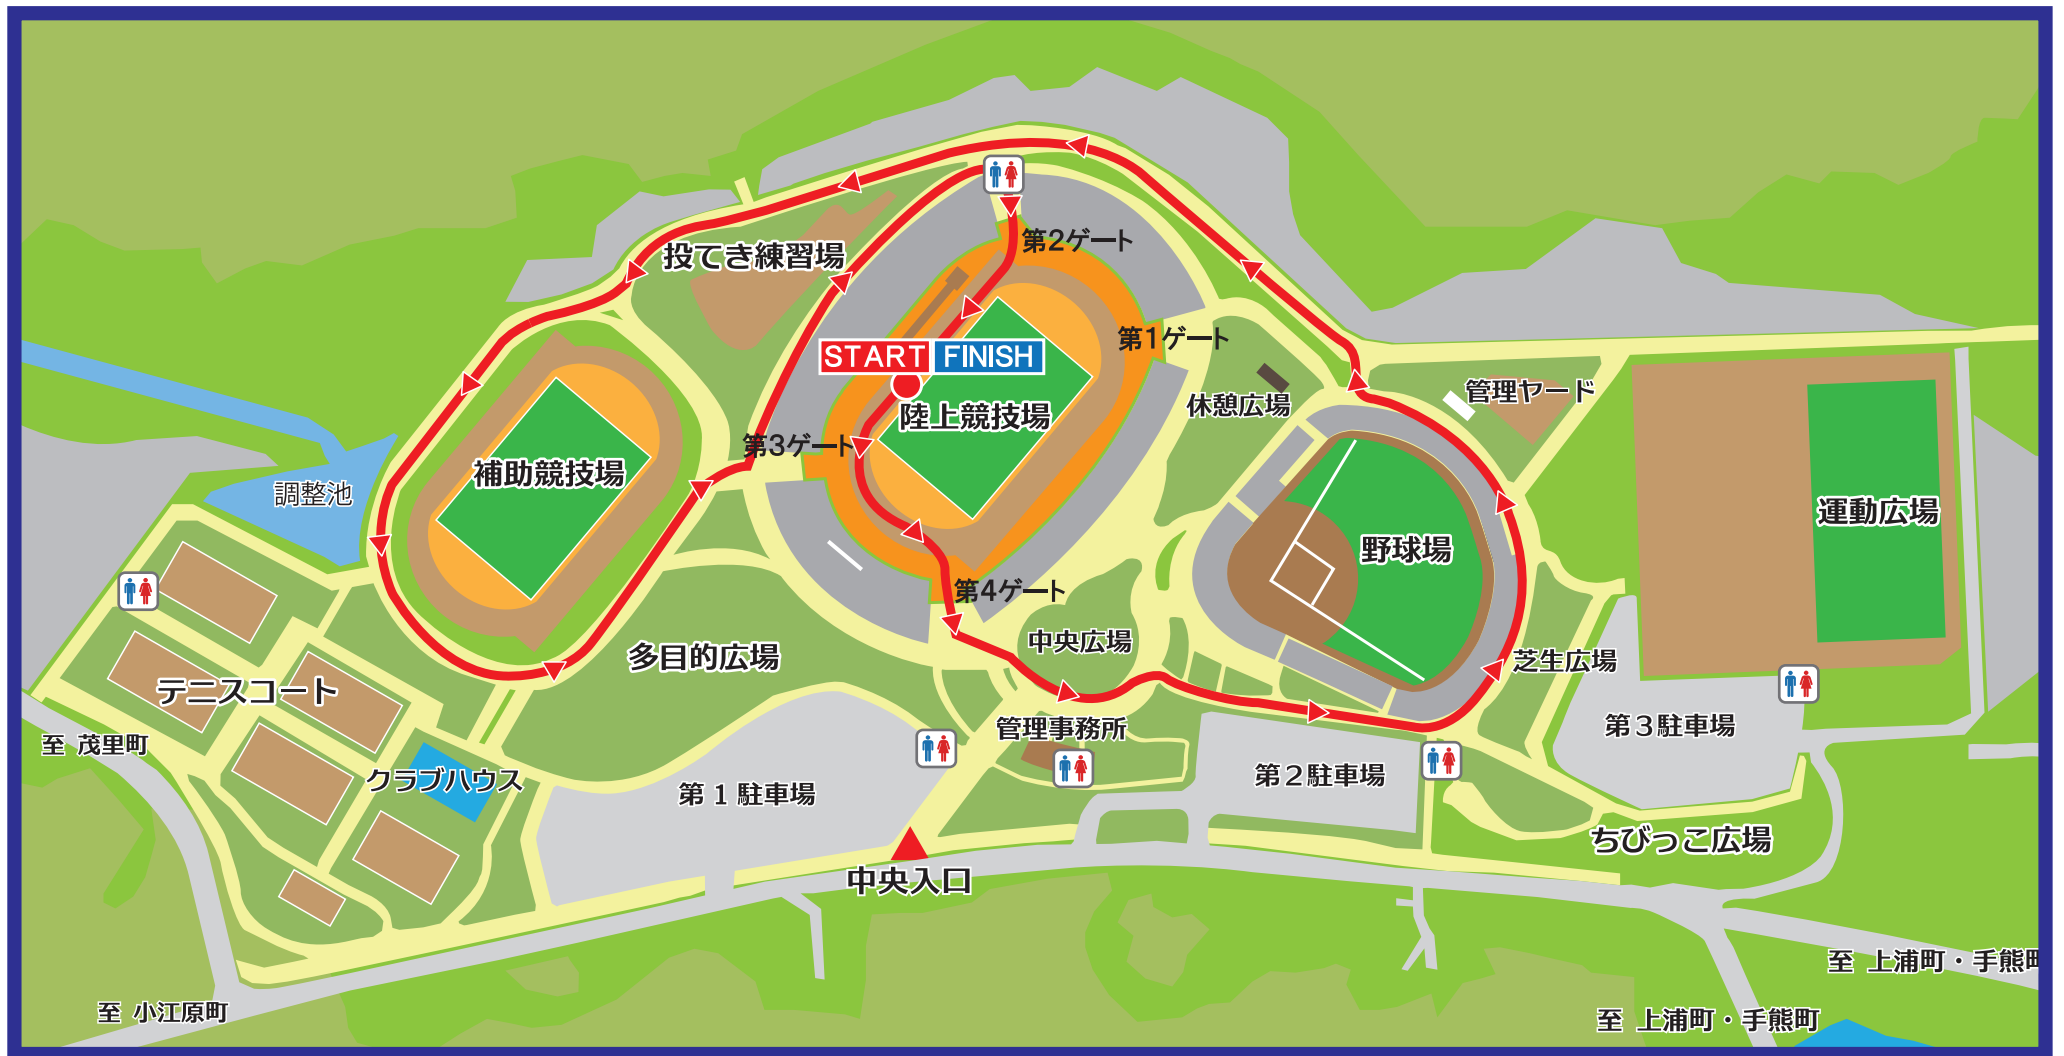 投てき練習場
第2ゲート
第1ゲート
START FINISH
管理ヤード
休憩広場
陸上競技場
第3ゲート
補助競技場
調整池
運動広場
野球場
第4ゲート
中央広場
多目的広場
芝生広場
テニスコート
管理事務所
第3駐車場
至 茂里町
クラブハウス
第1駐車場
第2駐車場
ちびっこ広場
中央入口
至 上浦町・手熊町
至 小江原町
至 上浦町・手熊町